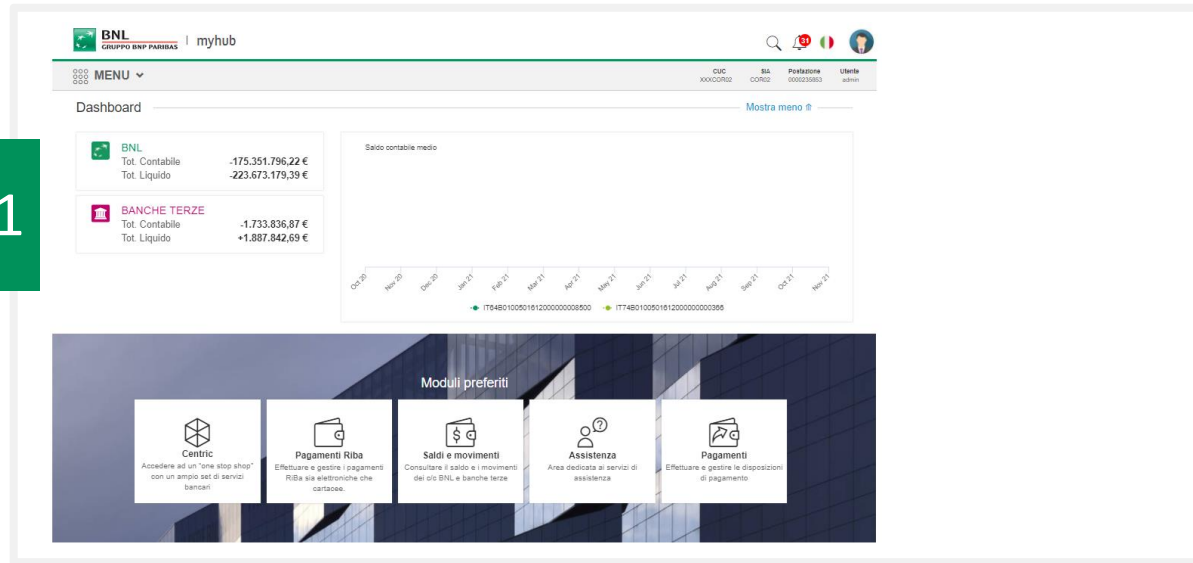 BNL
GRUPPO BNP PARIBAS
myhub
31
MENU
CUC
XXXCOR02
SIA
COR02
Postazione
0000235853
Utente
admin
Dashboard
Mostra meno
1
BNL
Tot. Contabile -175.351.796,22 €
Tot. Liquido -223.673.179,39 €
BANCHE TERZE
Tot. Contabile -1.733.836,87 €
Tot. Liquido +1.887.842,69 €
Saldo contabile medio
Oct 20 Nov 20 Dec 20 Jan 21 Feb 21 Mar 21 Apr 21 May 21 Jun 21 Jul 21 Aug 21 Sep 21 Oct 21 Nov 21
IT64B0100501612000000008500 IT74B0100501612000000000366
Moduli preferiti
Centric
Accedere ad un "one stop shop"
con un ampio set di servizi
bancari
Pagamenti Riba
Effettuare e gestire i pagamenti
RiBa sia elettroniche che
cartacee.
Saldi e movimenti
Consultare il saldo e i movimenti
dei c/c BNL e banche terze
Assistenza
Area dedicata ai servizi di
assistenza
Pagamenti
Effettuare e gestire le disposizioni
di pagamento